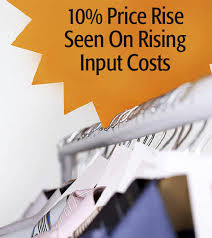 10% Price Rise
Seen On Rising
Input Costs